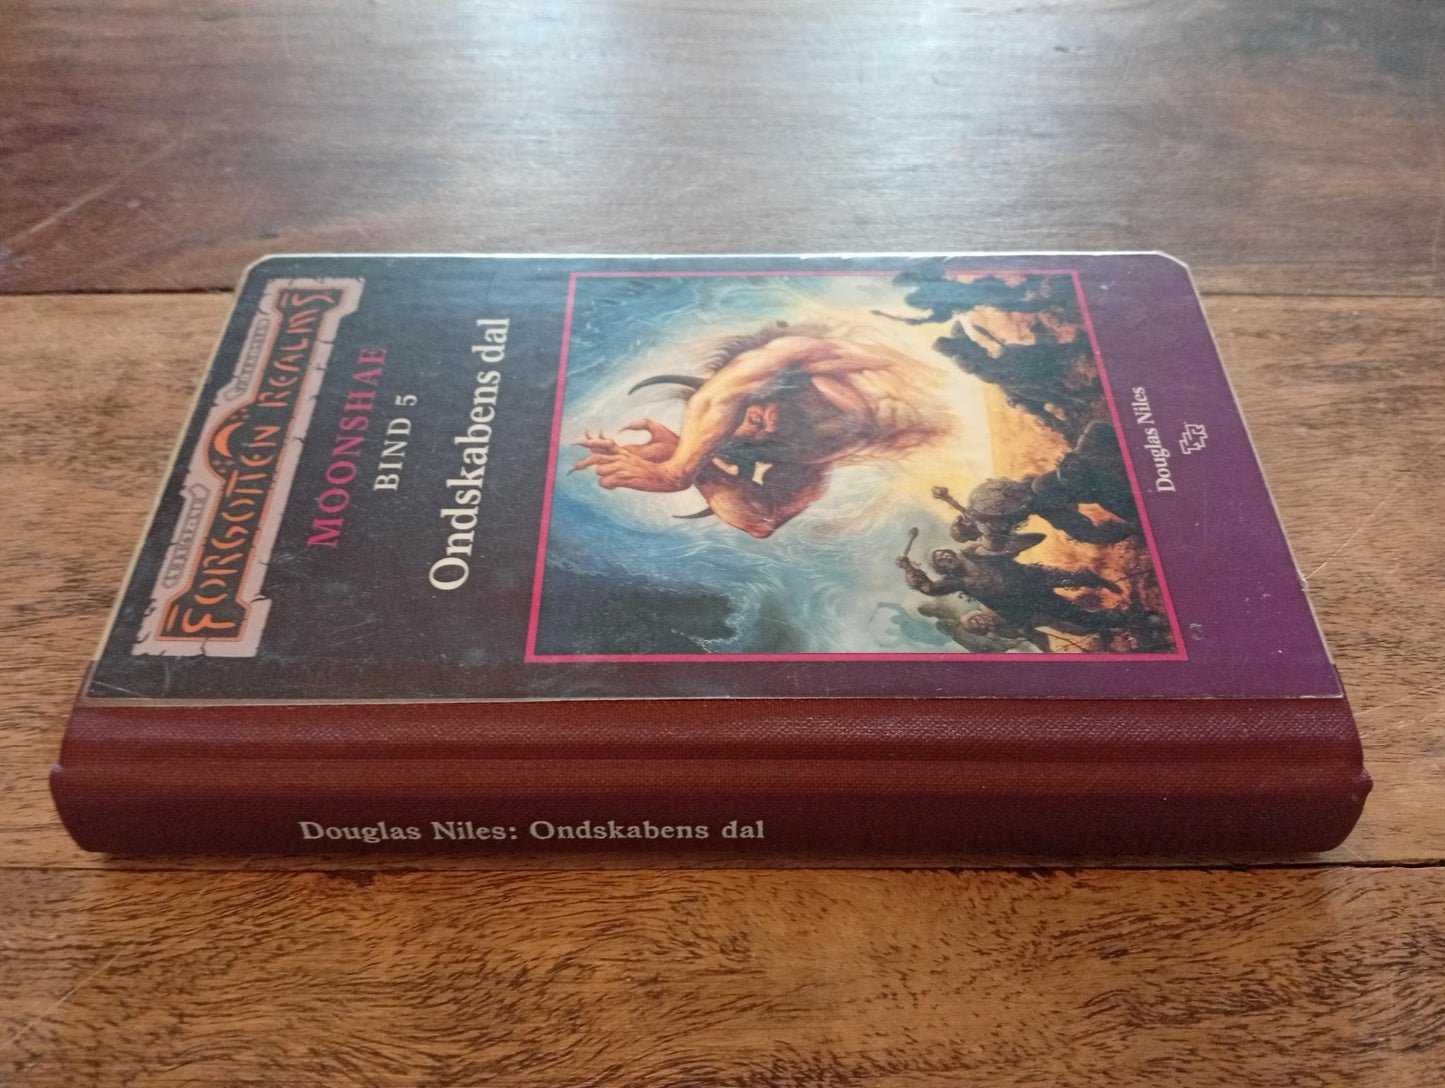 FORGOTTEN REALMS
MOONSHAE
BIND 5
Ondskabens dal
Douglas Niles
Douglas Niles: Ondskabens dal